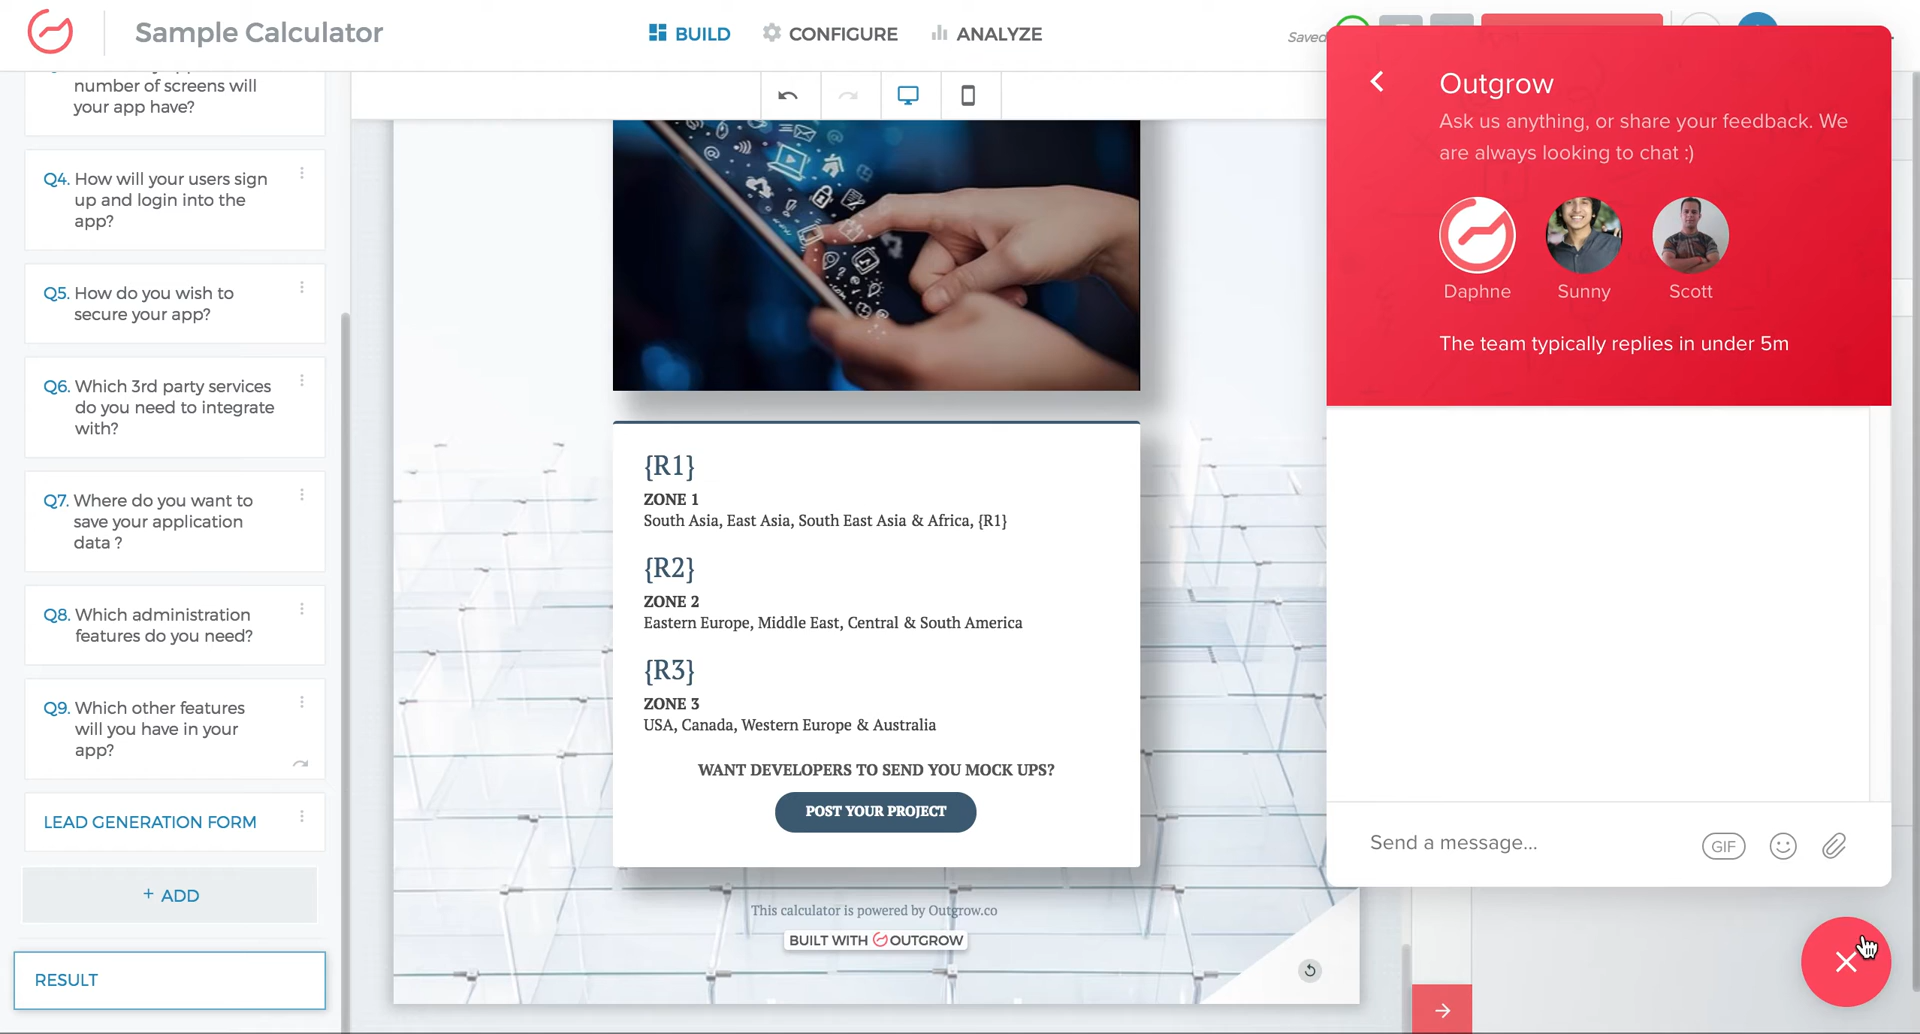 Sample Calculator
BUILD
CONFIGURE
ANALYZE
Saved
number of screens will
your app have?
Q4. How will your users sign
up and login into the
app?
Q5. How do you wish to
secure your app?
Q6. Which 3rd party services
do you need to integrate
with?
Q7. Where do you want to
save your application
data ?
Q8. Which administration
features do you need?
Q9. Which other features
will you have in your
app?
LEAD GENERATION FORM
+ ADD
RESULT
{R1}
ZONE 1
South Asia, East Asia, South East Asia & Africa, {R1}
{R2}
ZONE 2
Eastern Europe, Middle East, Central & South America
{R3}
ZONE 3
USA, Canada, Western Europe & Australia
WANT DEVELOPERS TO SEND YOU MOCK UPS?
POST YOUR PROJECT
This calculator is powered by Outgrow.co
BUILT WITH OUTGROW
Outgrow
Ask us anything, or share your feedback. We
are always looking to chat :)
Daphne
Sunny
Scott
The team typically replies in under 5m
Send a message...
GIF